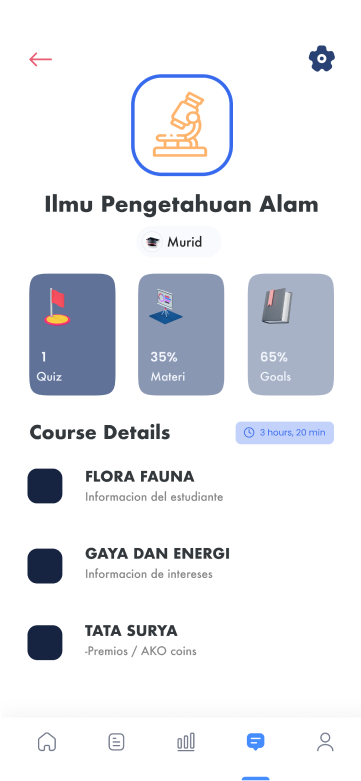 Ilmu Pengetahuan Alam
Murid
1
Quiz
35%
Materi
65%
Goals
Course Details
3 hours, 20 min
FLORA FAUNA
Informacion del estudiante
GAYA DAN ENERGI
Informacion de intereses
TATA SURYA
-Premios / AKO coins